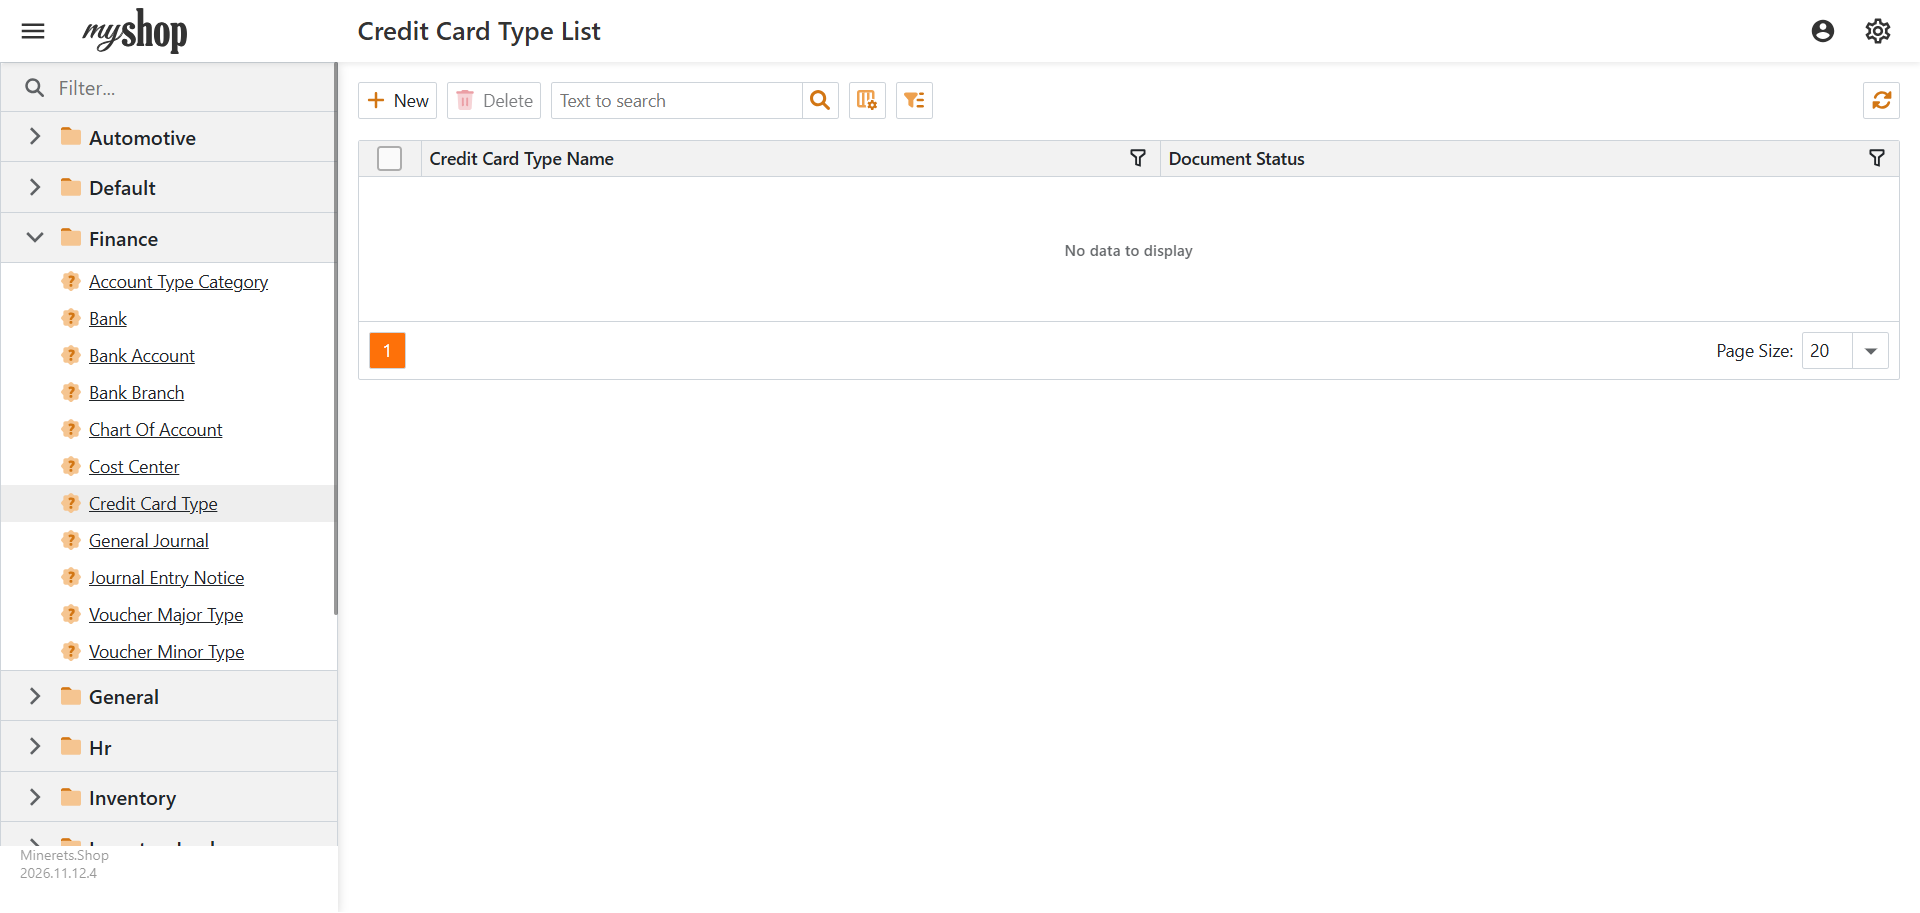 myshop
Credit Card Type List
Filter...
New
Delete
Text to search
Automotive
Default
Finance
Account Type Category
Bank
Bank Account
Bank Branch
Chart Of Account
Cost Center
Credit Card Type
General Journal
Journal Entry Notice
Voucher Major Type
Voucher Minor Type
General
Hr
Inventory
Minerets.Shop
2026.11.12.4
Credit Card Type Name
Document Status
No data to display
1
Page Size: 20